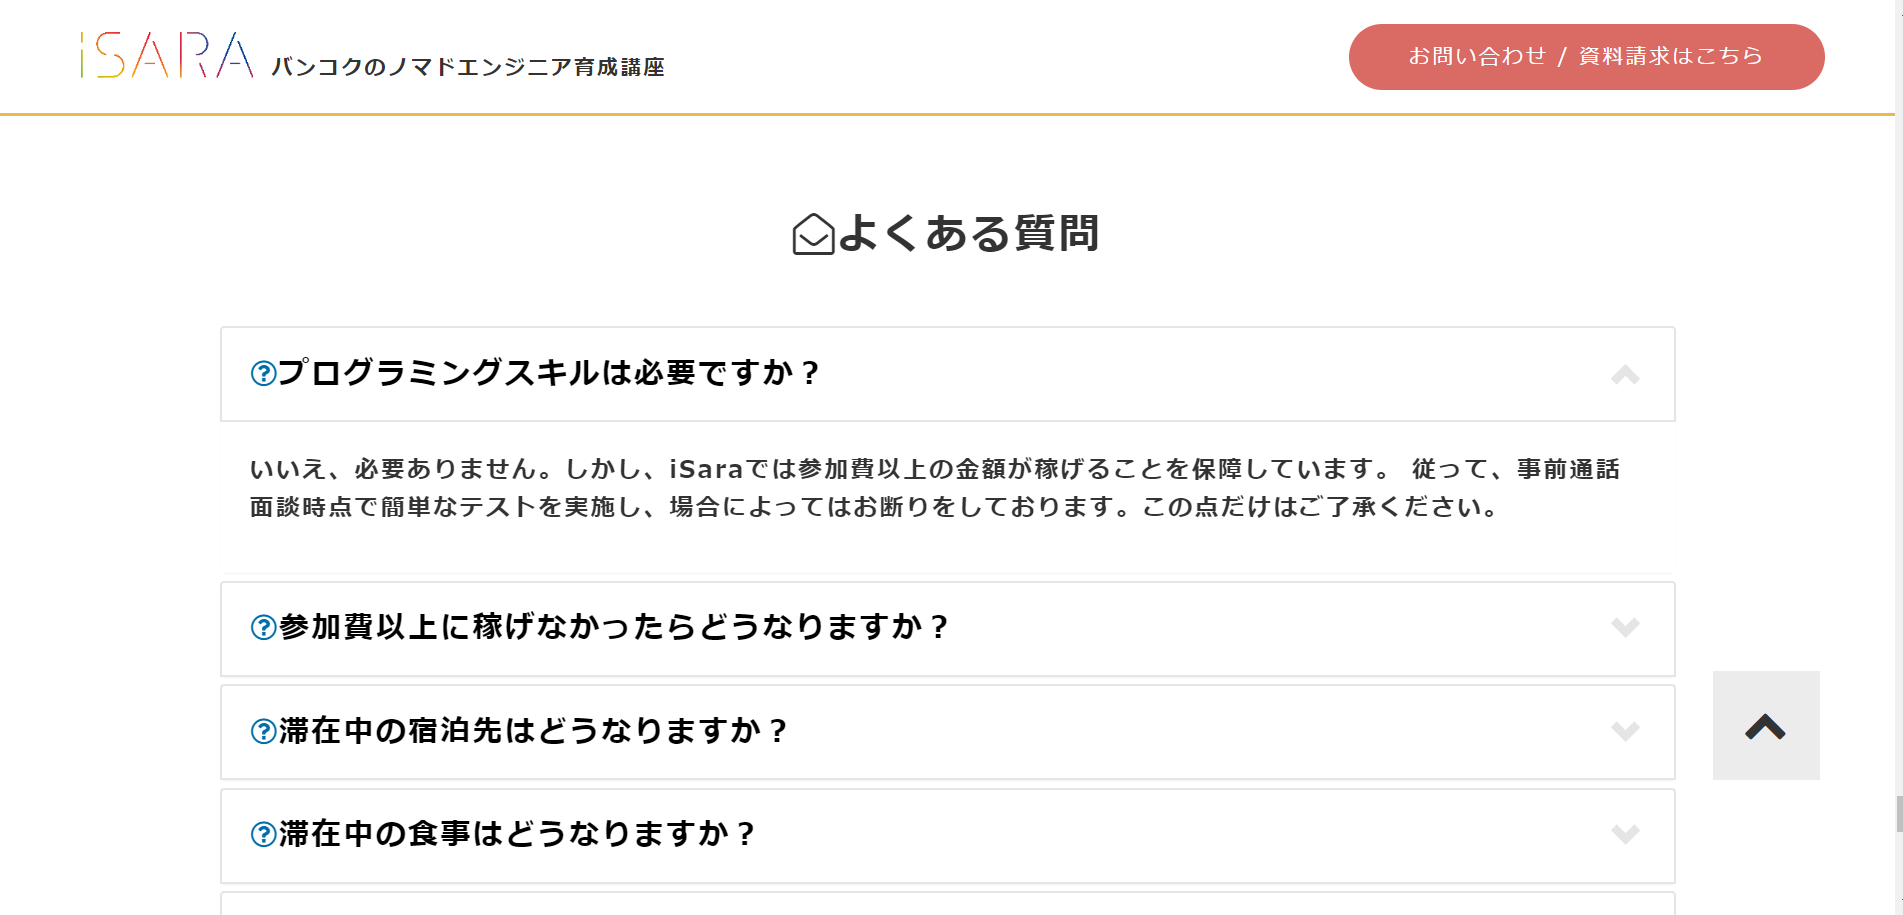 iSARA バンコクのノマドエンジニア育成講座
お問い合わせ / 資料請求はこちら
よくある質問
プログラミングスキルは必要ですか？
いいえ、必要ありません。しかし、iSaraでは参加費以上の金額が稼げることを保障しています。 従って、事前通話
面談時点で簡単なテストを実施し、場合によってはお断りをしております。この点だけはご了承ください。
参加費以上に稼げなかったらどうなりますか？
滞在中の宿泊先はどうなりますか？
滞在中の食事はどうなりますか？